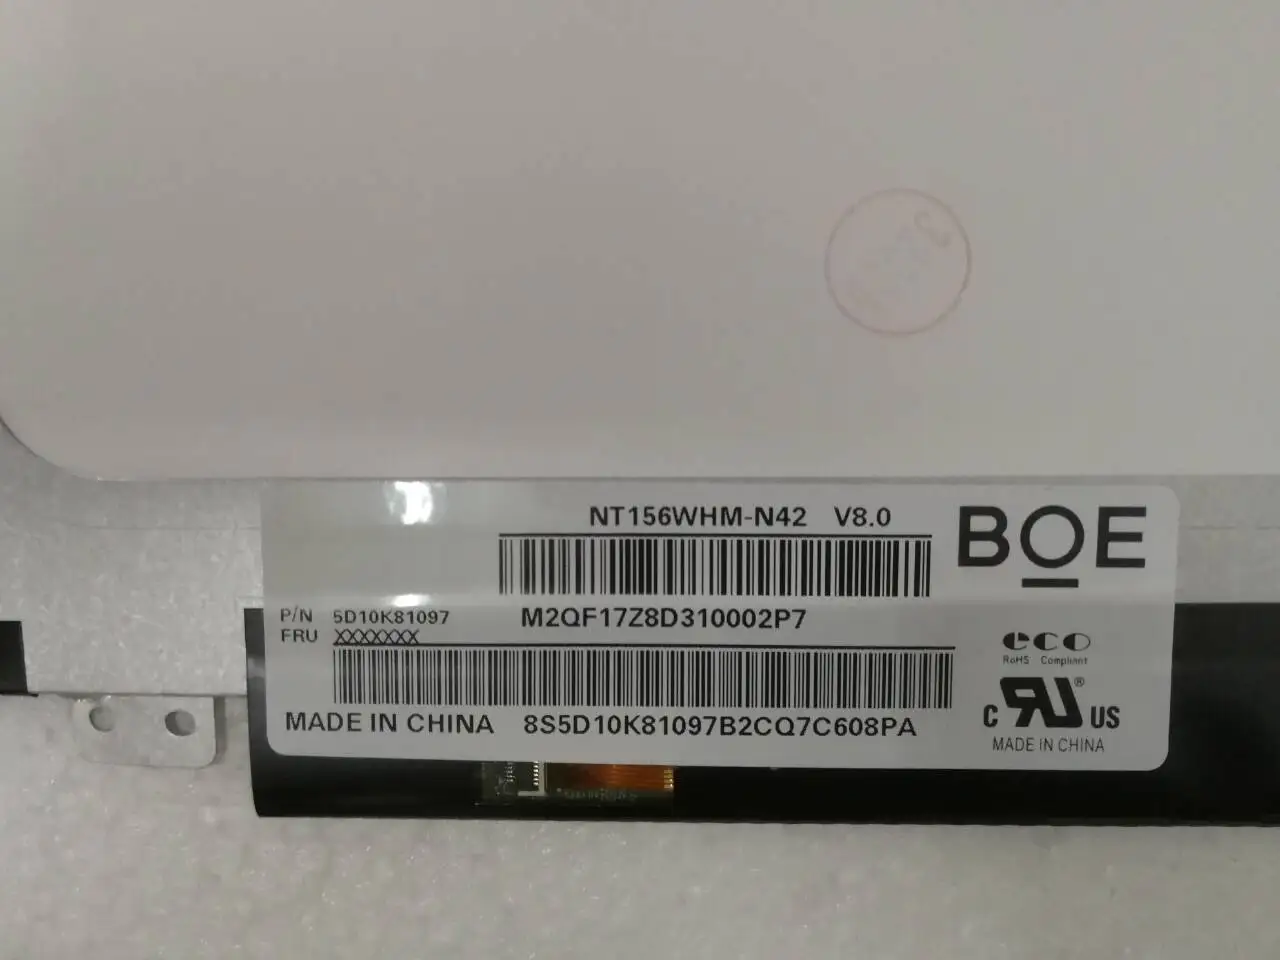 NT156WHM-N42 V8.0
BOE
P/N 5D10K81097
M2QF17Z8D310002P7
FRU XXXXXXX
eco
RoHS Compliant
MADE IN CHINA 8S5D10K81097B2CQ7C608PA
C RU ® US
MADE IN CHINA